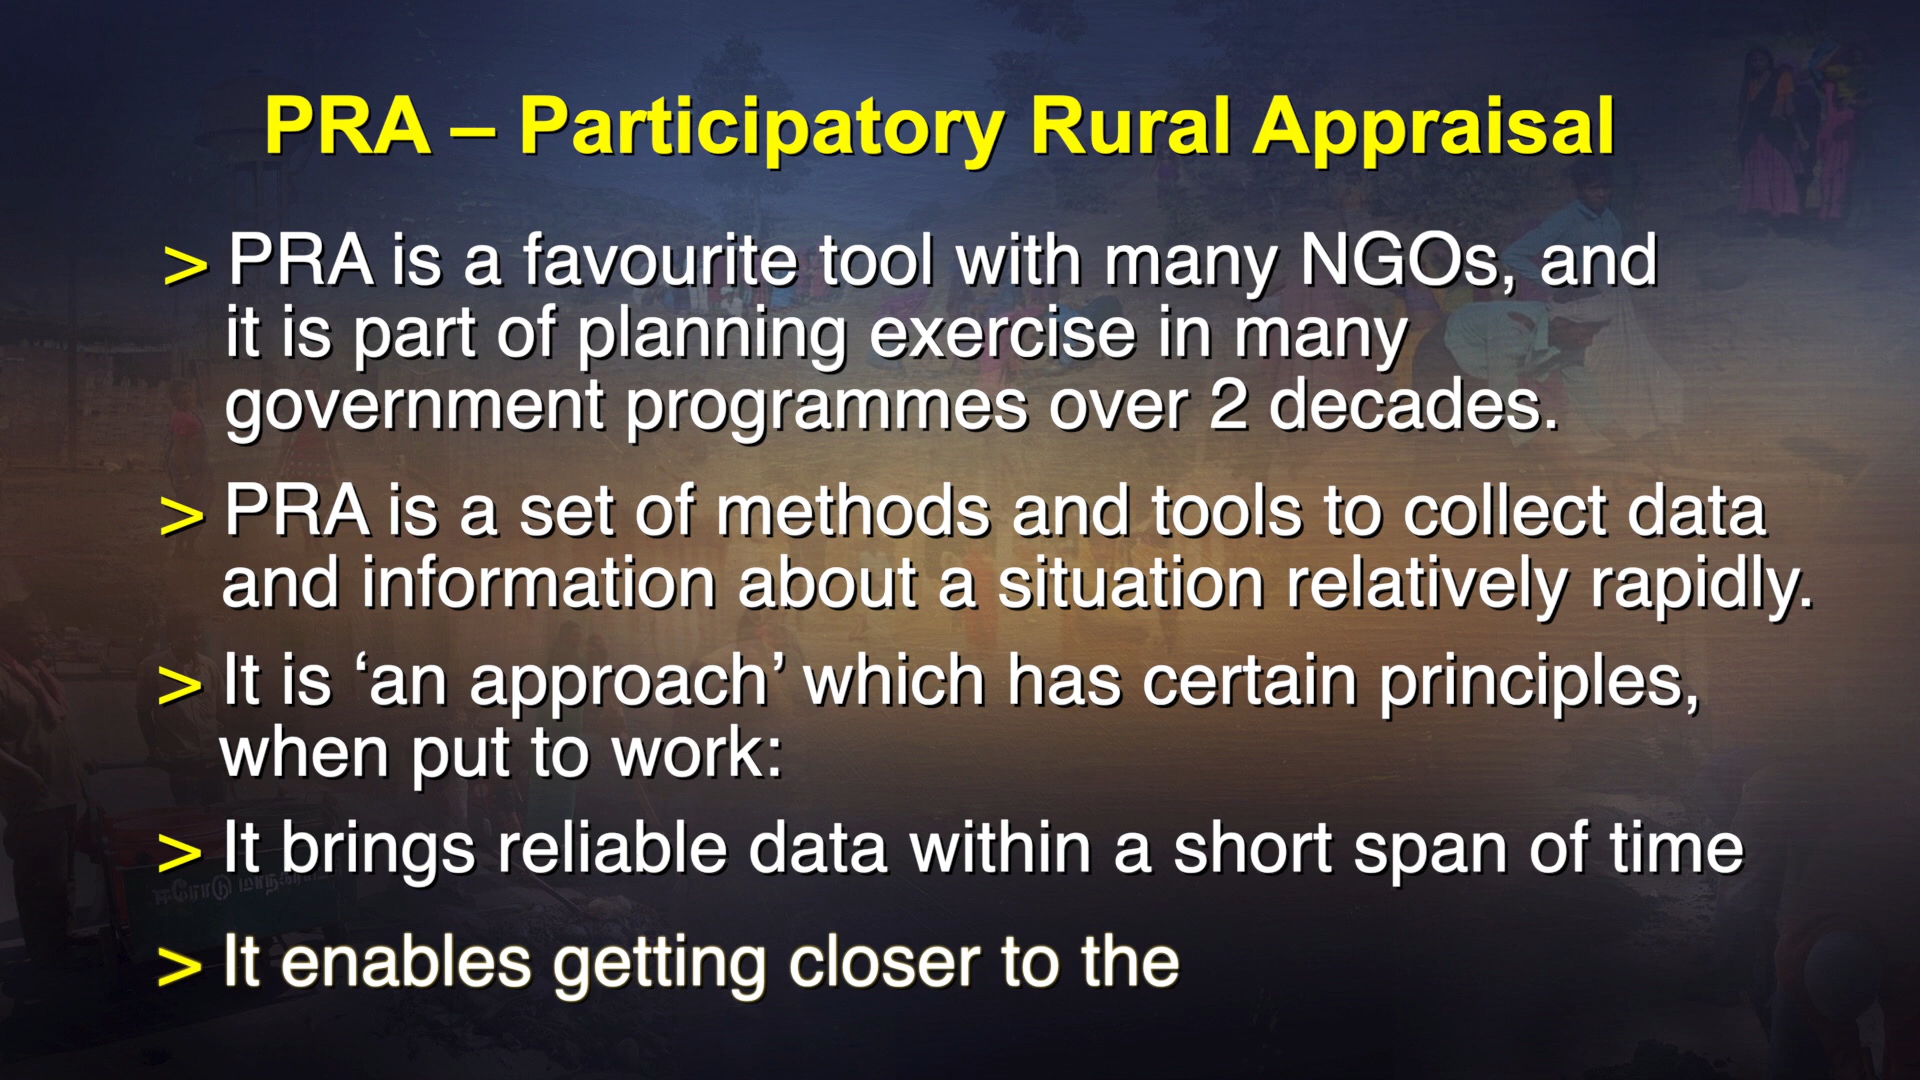 PRA – Participatory Rural Appraisal
> PRA is a favourite tool with many NGOs, and
it is part of planning exercise in many
government programmes over 2 decades.
> PRA is a set of methods and tools to collect data
and information about a situation relatively rapidly.
> It is ‘an approach’ which has certain principles,
when put to work:
> It brings reliable data within a short span of time
> It enables getting closer to the